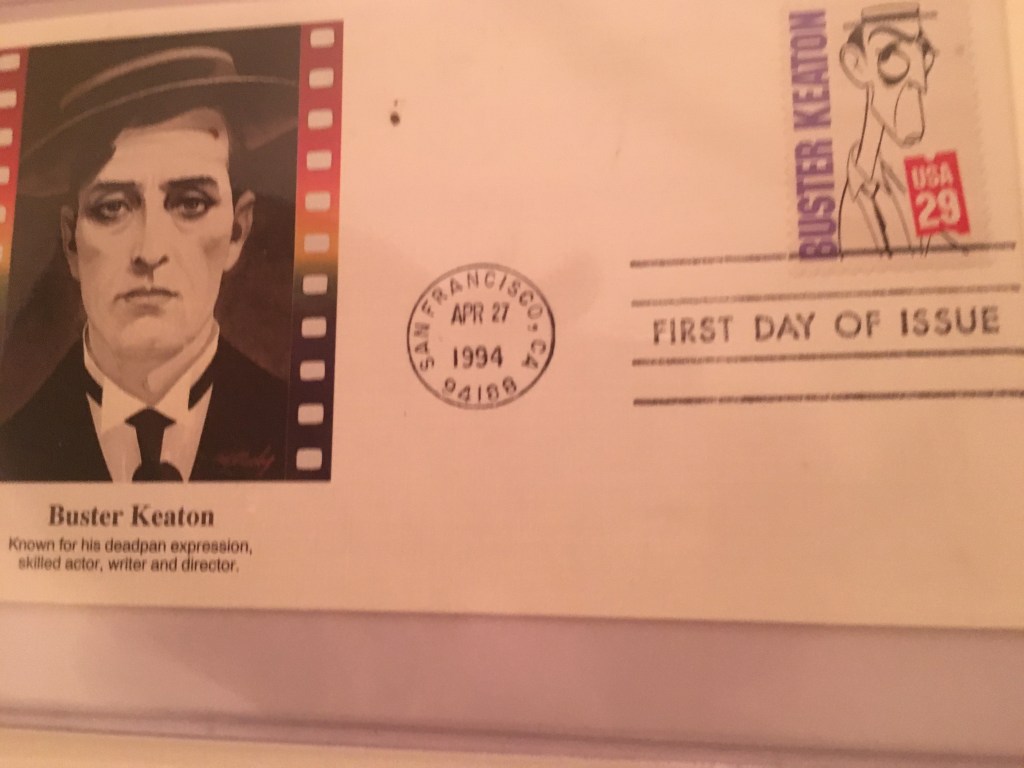 BUSTER KEATON
USA
29
SAN FRANCISCO, CA
APR 27
1994
94188
FIRST DAY OF ISSUE
Buster Keaton
Known for his deadpan expression,
skilled actor, writer and director.